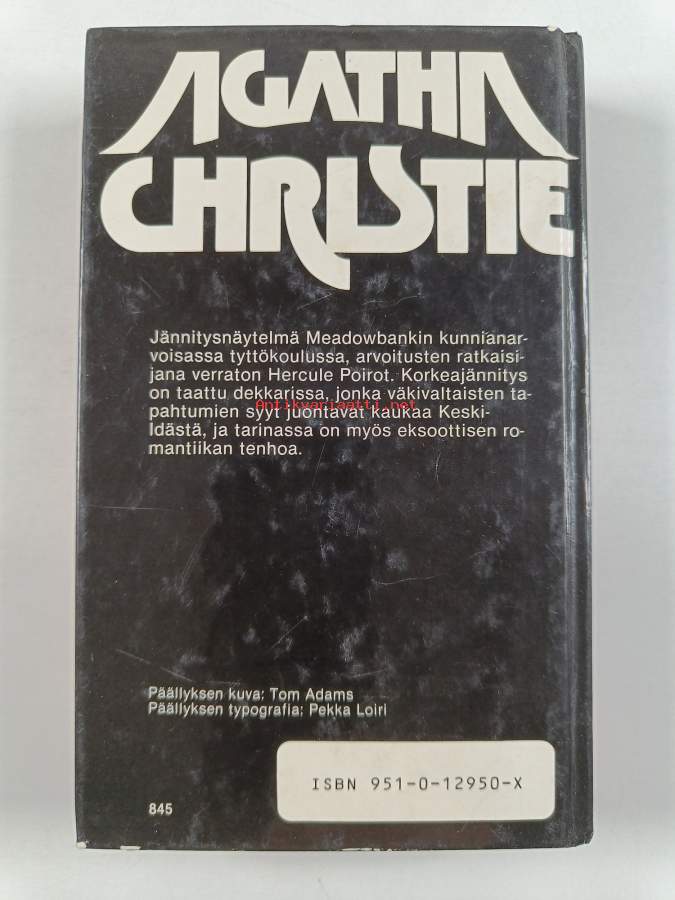 AGATHA
CHRISTIE
Jännitysnäytelmä Meadowbankin kunnianar-
voisassa tyttökoulussa, arvoitusten ratkaisi-
jana verraton Hercule Poirot. Korkeajännitys
on taattu dekkarissa, jonka väkivaltaisten ta-
Antikvariaatti.net
pahtumien syyt juontavat kaukaa Keski-
Idästä, ja tarinassa on myös eksoottisen ro-
mantiikan tenhoa.
Päällyksen kuva: Tom Adams
Päällyksen typografia: Pekka Loiri
ISBN 951-0-12950-X
845